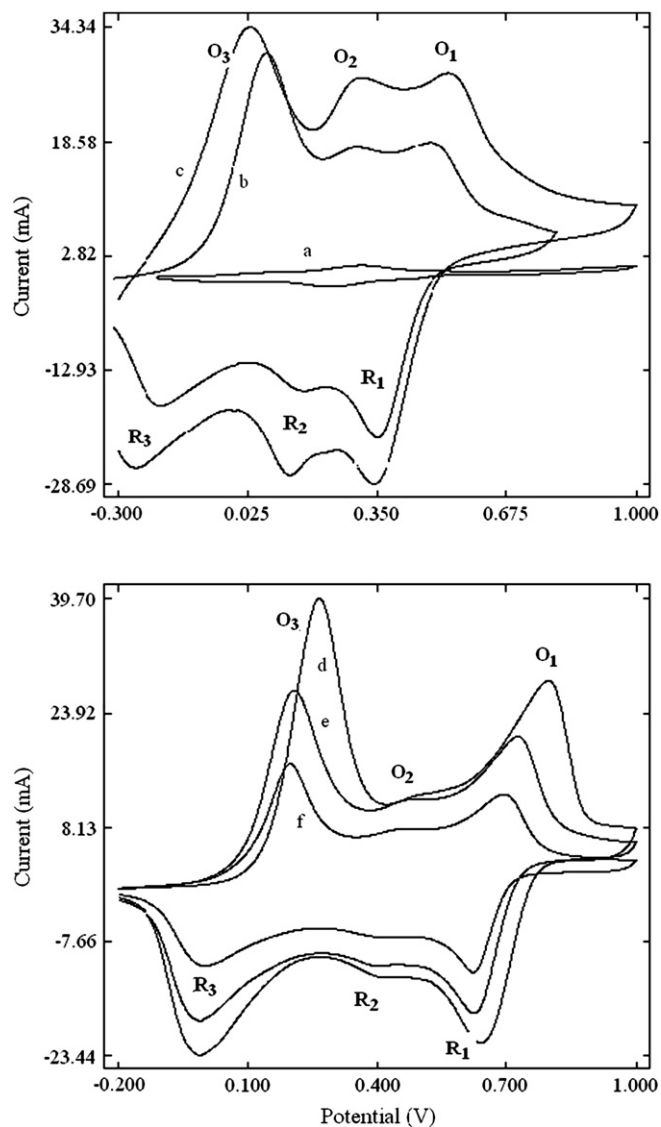 34.34
O3
O2
O1
18.58
c
b
Current (mA)
2.82
a
-12.93
R1
R2
R3
-28.69
-0.300
0.025
0.350
0.675
1.000
39.70
O3
d
O1
23.92
e
O2
Current (mA)
8.13
f
-7.66
R3
R2
R1
-23.44
-0.200
0.100
0.400
0.700
1.000
Potential (V)